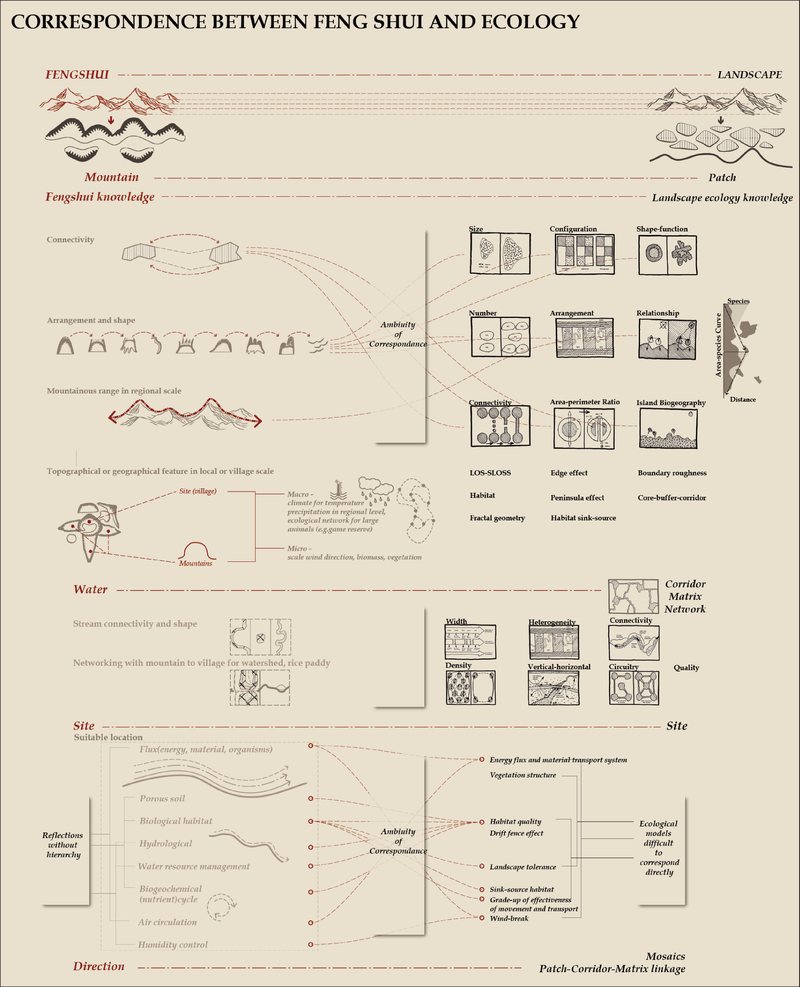 CORRESPONDENCE BETWEEN FENG SHUI AND ECOLOGY
FENGSHUI
LANDSCAPE
Mountain
Patch
Fengshui knowledge
Landscape ecology knowledge
Connectivity
Arrangement and shape
Mountainous range in regional scale
Ambiuity
of
Correspondance
Size
Configuration
Shape-function
Number
Arrangement
Relationship
Connectivity
Area-perimeter Ratio
Island Biogeography
Species
Area-species Curve
Distance
LOS-SLOSS
Edge effect
Boundary roughness
Habitat
Peninsula effect
Core-buffer-corridor
Fractal geometry
Habitat sink-source
Topographical or geographical feature in local or village scale
Site (village)
Mountains
Macro -
climate for temperature
precipitation in regional level,
ecological network for large
animals (e.g.game reserve)
Micro -
scale wind direction, biomass, vegetation
Water
Corridor
Matrix
Network
Stream connectivity and shape
Networking with mountain to village for watershed, rice paddy
Width
Heterogeneity
Connectivity
Density
Vertical-horizontal
Circuitry
Quality
Site
Site
Suitable location
Reflections
without
hierarchy
Flux(energy, material, organisms)
Porous soil
Biological habitat
Hydrological
Water resource management
Biogeochemical
(nutrient)cycle
Air circulation
Humidity control
Ambiuity
of
Correspondance
Energy flux and material transport system
Vegetation structure
Habitat quality
Drift fence effect
Landscape tolerance
Sink-source habitat
Grade-up of effectiveness
of movement and transport
Wind-break
Ecological
models
difficult
to
correspond
directly
Direction
Mosaics
Patch-Corridor-Matrix linkage